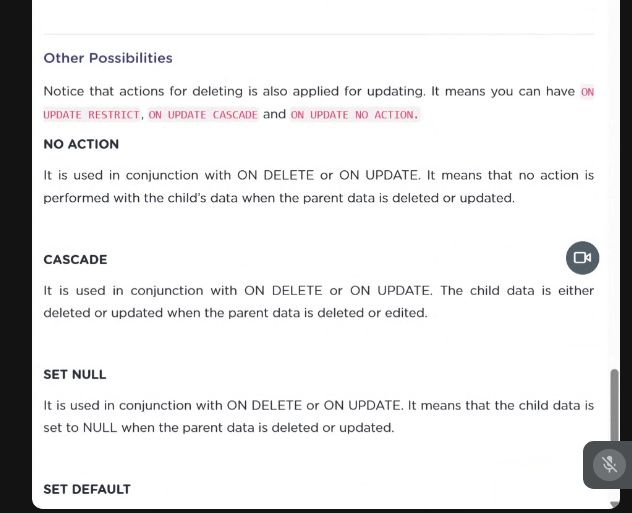 Other Possibilities
Notice that actions for deleting is also applied for updating. It means you can have ON
UPDATE RESTRICT, ON UPDATE CASCADE and ON UPDATE NO ACTION.
NO ACTION
It is used in conjunction with ON DELETE or ON UPDATE. It means that no action is
performed with the child’s data when the parent data is deleted or updated.
CASCADE
It is used in conjunction with ON DELETE or ON UPDATE. The child data is either
deleted or updated when the parent data is deleted or edited.
SET NULL
It is used in conjunction with ON DELETE or ON UPDATE. It means that the child data is
set to NULL when the parent data is deleted or updated.
SET DEFAULT